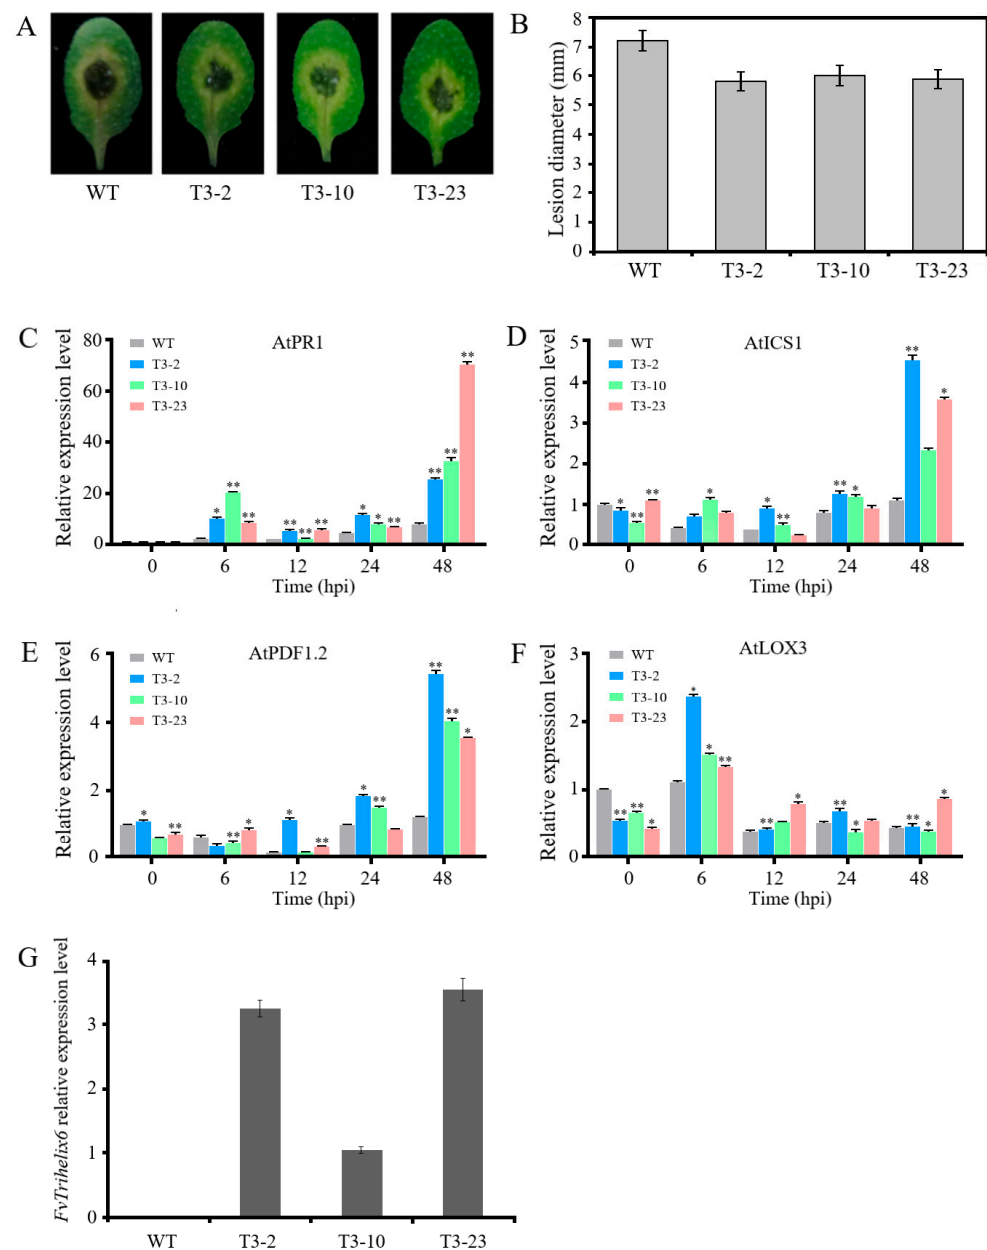 A
WT
T3-2
T3-10
T3-23
B
Lesion diameter (mm)
8
7
6
5
4
3
2
1
0
WT
T3-2
T3-10
T3-23
C
AtPR1
Relative expression level
WT
T3-2
T3-10
T3-23
80
60
40
20
0
* ** **
** ** **
* * **
** ** **
0 6 12 24 48
Time (hpi)
D
AtICS1
Relative expression level
WT
T3-2
T3-10
T3-23
5
4
3
2
1
0
* ** **
*
* **
** *
** *
0 6 12 24 48
Time (hpi)
E
AtPDF1.2
Relative expression level
WT
T3-2
T3-10
T3-23
6
4
2
0
* **
** *
* **
* **
** ** *
0 6 12 24 48
Time (hpi)
F
AtLOX3
Relative expression level
WT
T3-2
T3-10
T3-23
3
2
1
0
** ** *
* * **
** *
** *
** * *
0 6 12 24 48
Time (hpi)
G
FvTrihelix6 relative expression level
4
3
2
1
0
WT
T3-2
T3-10
T3-23